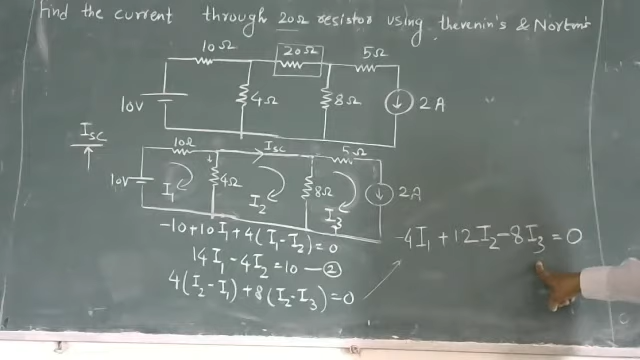 Find the current through 20Ω resistor using thevenin's & Norton's
10Ω 20Ω 5Ω
10V 4Ω 8Ω 2A
Isc
10Ω Isc 5Ω
10V 4Ω 8Ω 2A
I1 I2 I3
-10+10I1+4(I1-I2)=0
14I1-4I2=10 —②
4(I2-I1)+8(I2-I3)=0
-4I1+12I2-8I3=0